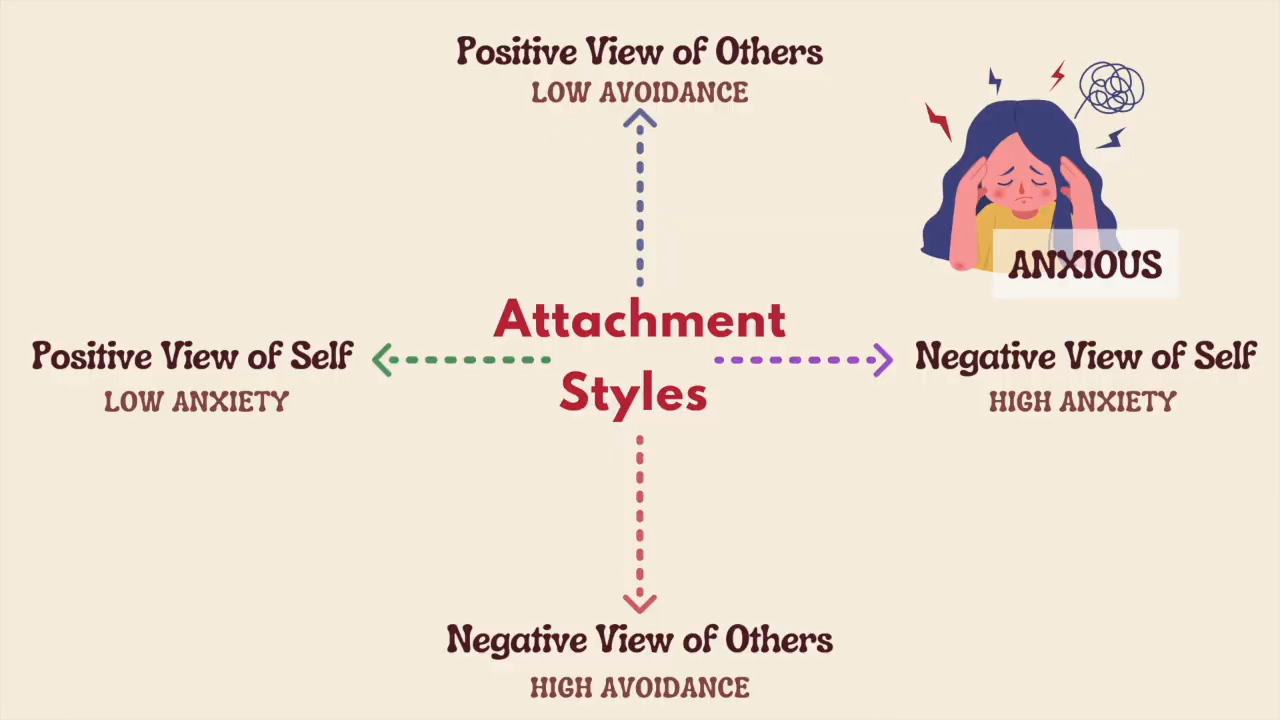 Positive View of Others
LOW AVOIDANCE
ANXIOUS
Attachment
Styles
Positive View of Self
LOW ANXIETY
Negative View of Self
HIGH ANXIETY
Negative View of Others
HIGH AVOIDANCE